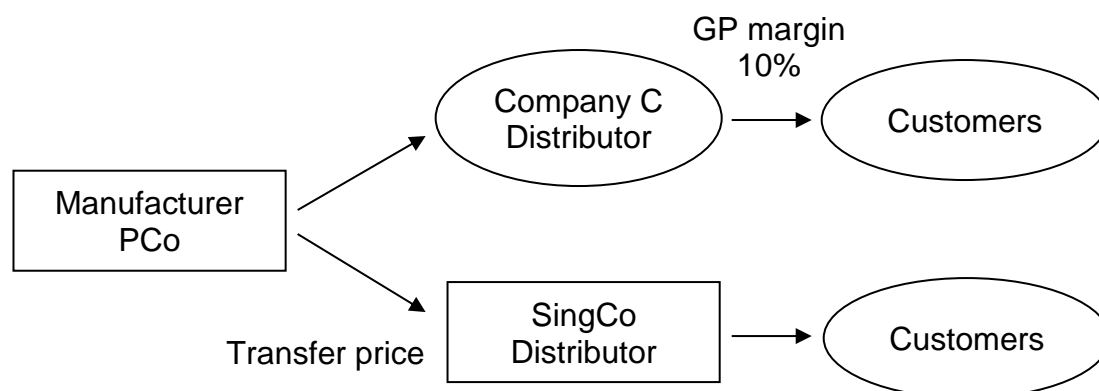 GP margin
10%
Company C
Distributor
Customers
Manufacturer
PCo
SingCo
Distributor
Customers
Transfer price